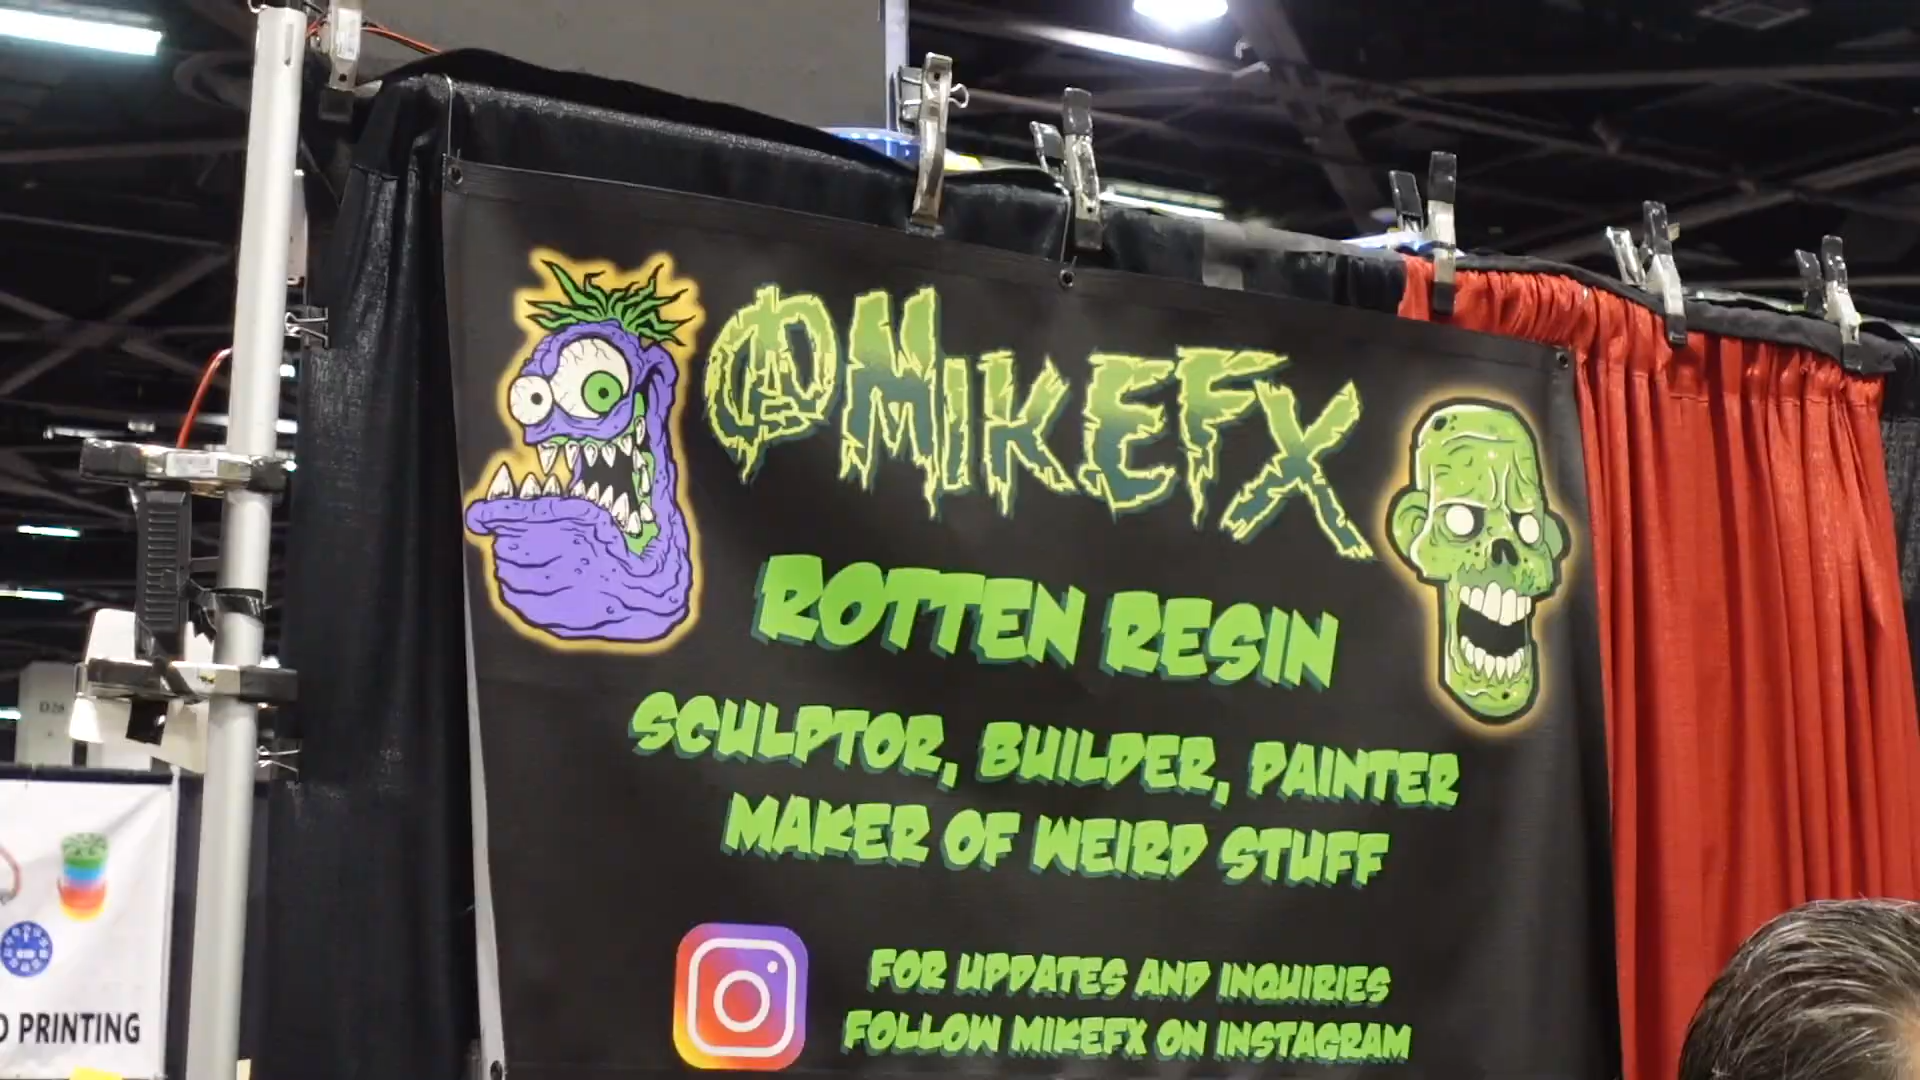 @MIKEFX
ROTTEN RESIN
SCULPTOR, BUILDER, PAINTER
MAKER OF WEIRD STUFF
FOR UPDATES AND INQUIRIES
FOLLOW MIKEFX ON INSTAGRAM
D28
D PRINTING